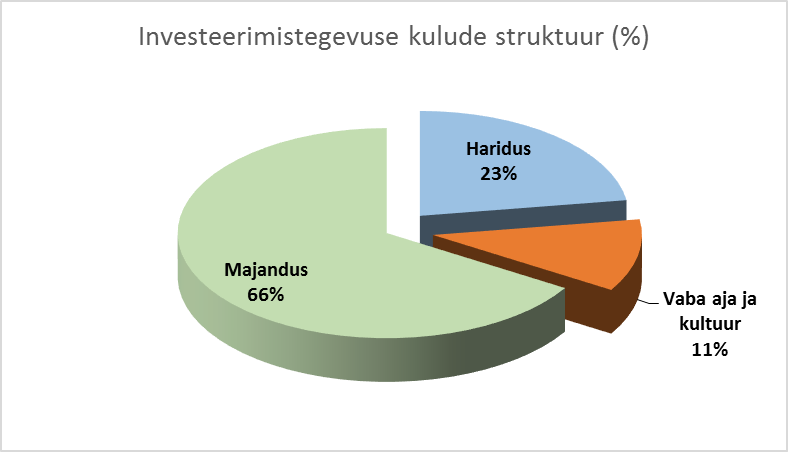 Investeerimistegevuse kulude struktuur (%)
Haridus
23%
Majandus
66%
Vaba aja ja
kultuur
11%